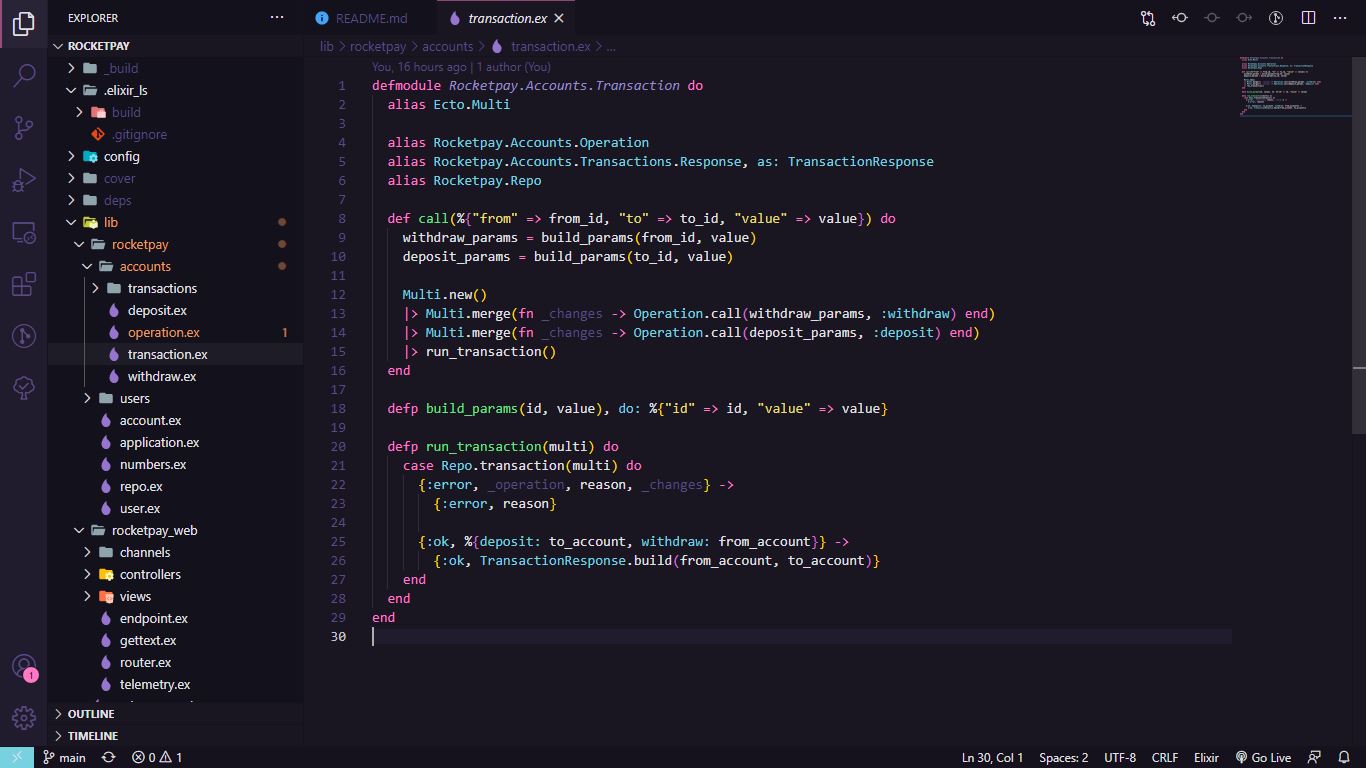 EXPLORER
ROCKETPAY
_build
.elixir_ls
build
.gitignore
config
cover
deps
lib
rocketpay
accounts
transactions
deposit.ex
operation.ex 1
transaction.ex
withdraw.ex
users
account.ex
application.ex
numbers.ex
repo.ex
user.ex
rocketpay_web
channels
controllers
views
endpoint.ex
gettext.ex
router.ex
telemetry.ex
OUTLINE
TIMELINE
README.md
transaction.ex
lib > rocketpay > accounts > transaction.ex > ...
You, 16 hours ago | 1 author (You)
1 defmodule Rocketpay.Accounts.Transaction do
2 alias Ecto.Multi
3
4 alias Rocketpay.Accounts.Operation
5 alias Rocketpay.Accounts.Transactions.Response, as: TransactionResponse
6 alias Rocketpay.Repo
7
8 def call(%{"from" => from_id, "to" => to_id, "value" => value}) do
9 withdraw_params = build_params(from_id, value)
10 deposit_params = build_params(to_id, value)
11
12 Multi.new()
13 |> Multi.merge(fn _changes -> Operation.call(withdraw_params, :withdraw) end)
14 |> Multi.merge(fn _changes -> Operation.call(deposit_params, :deposit) end)
15 |> run_transaction()
16 end
17
18 defp build_params(id, value), do: %{"id" => id, "value" => value}
19
20 defp run_transaction(multi) do
21 case Repo.transaction(multi) do
22 {:error, _operation, reason, _changes} ->
23 {:error, reason}
24
25 {:ok, %{deposit: to_account, withdraw: from_account}} ->
26 {:ok, TransactionResponse.build(from_account, to_account)}
27 end
28 end
29 end
30
1
main 0 1 Ln 30, Col 1 Spaces: 2 UTF-8 CRLF Elixir Go Live